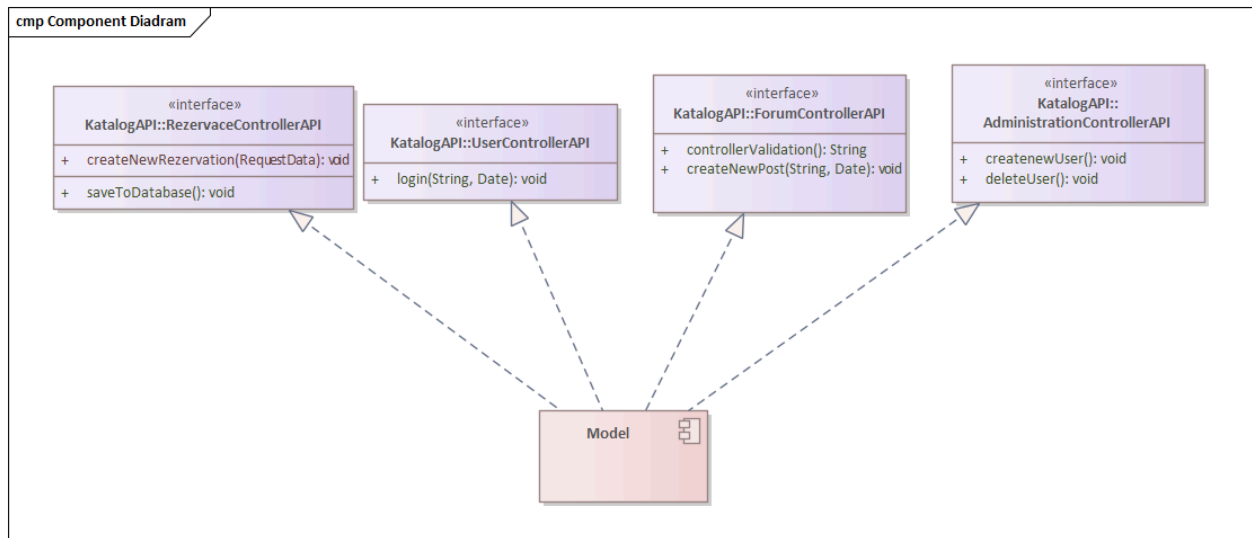 cmp Component Diadram
«interface»
KatalogAPI::RezervaceControllerAPI
+ createNewRezervation(RequestData): void
+ saveToDatabase(): void
«interface»
KatalogAPI::UserControllerAPI
+ login(String, Date): void
«interface»
KatalogAPI::ForumControllerAPI
+ controllerValidation(): String
+ createNewPost(String, Date): void
«interface»
KatalogAPI::
AdministrationControllerAPI
+ createnewUser(): void
+ deleteUser(): void
Model